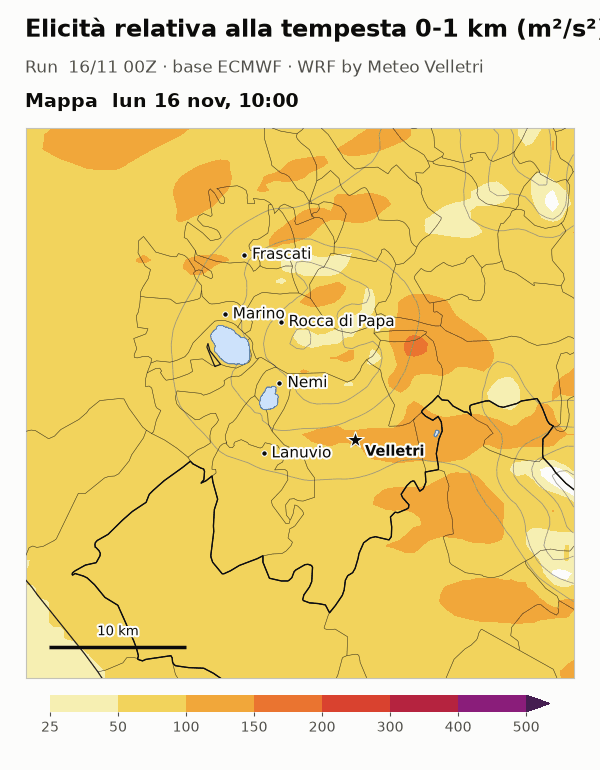 Elicità relativa alla tempesta 0-1 km (m²/s²)
Run 16/11 00Z · base ECMWF · WRF by Meteo Velletri
Mappa lun 16 nov, 10:00
Frascati
Marino
Rocca di Papa
Nemi
Velletri
Lanuvio
10 km
25 50 100 150 200 300 400 500